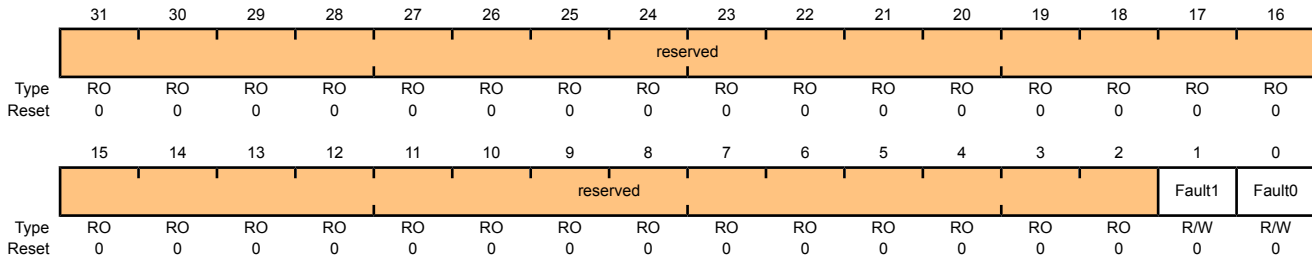 31 30 29 28 27 26 25 24 23 22 21 20 19 18 17 16
reserved
Type RO RO RO RO RO RO RO RO RO RO RO RO RO RO RO RO
Reset 0 0 0 0 0 0 0 0 0 0 0 0 0 0 0 0
15 14 13 12 11 10 9 8 7 6 5 4 3 2 1 0
reserved Fault1 Fault0
Type RO RO RO RO RO RO RO RO RO RO RO RO RO RO R/W R/W
Reset 0 0 0 0 0 0 0 0 0 0 0 0 0 0 0 0